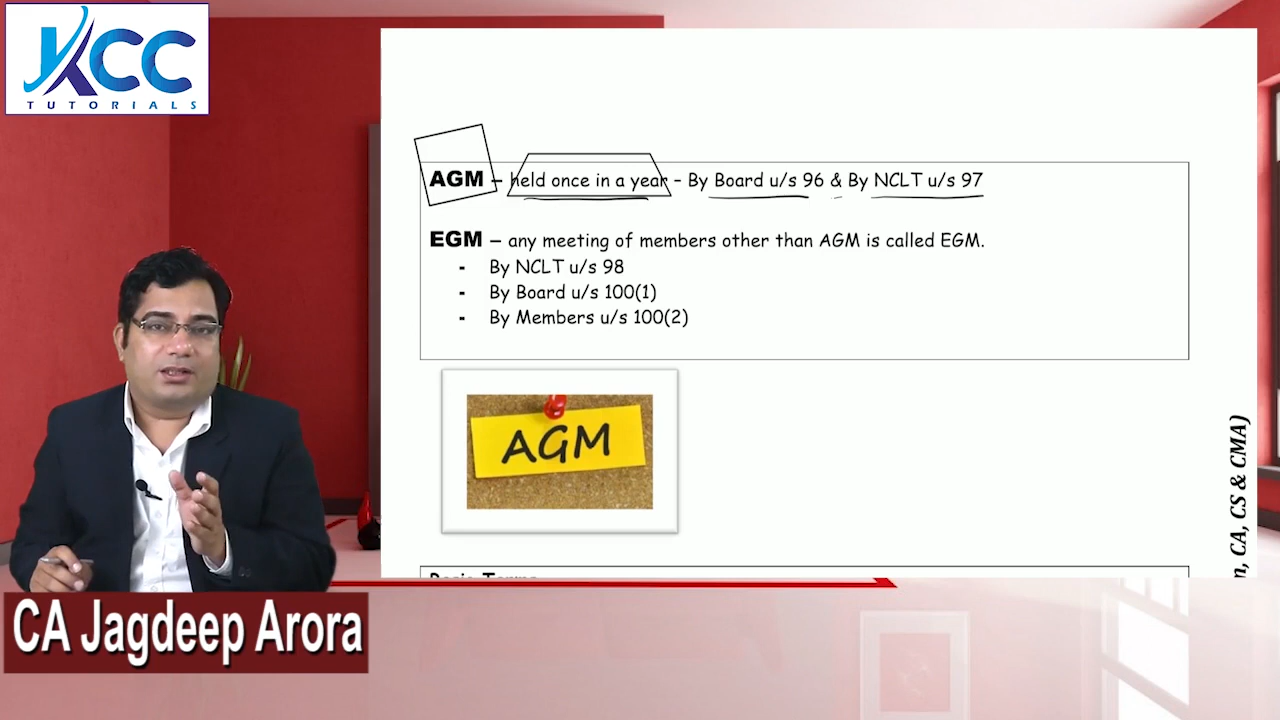 KCC
TUTORIALS
AGM – held once in a year – By Board u/s 96 & By NCLT u/s 97
EGM – any meeting of members other than AGM is called EGM.
- By NCLT u/s 98
- By Board u/s 100(1)
- By Members u/s 100(2)
AGM
, CA, CS & CMA)
CA Jagdeep Arora